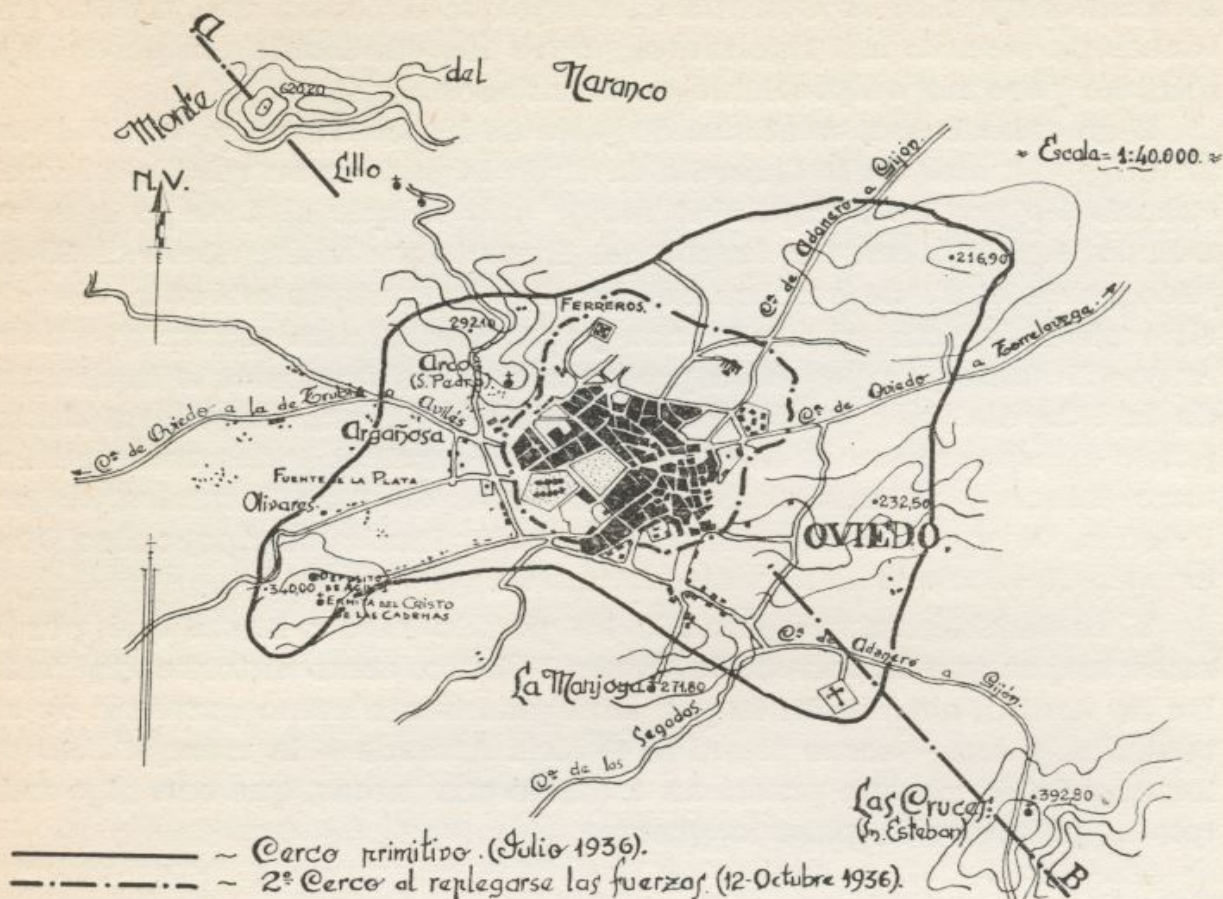 a
Monte del Naranco
620,20
Lillo
N.V.
Escala = 1:40.000.
Cª de Adanero a Gijón.
216,90
FERREROS.
292,10
Arco
(S. Pedro)
Cª de Oviedo a Torrelavega
Cª de Oviedo a la de Trubia a Avilés
Argañosa
FUENTE DE LA PLATA
Olivares
232,50
OVIEDO
340,00
DEPOSITO
DE AGUAS
ERMITA DEL CRISTO
DE LAS CADENAS
Cª de Adanero a Gijón.
La Manjoya
271,80
Cª de los Segados
Las Cruces
(Sn. Esteban)
392,80
B
~ Cerco primitivo. (Julio 1936).
~ 2º Cerco al replegarse las fuerzas. (12-Octubre 1936).